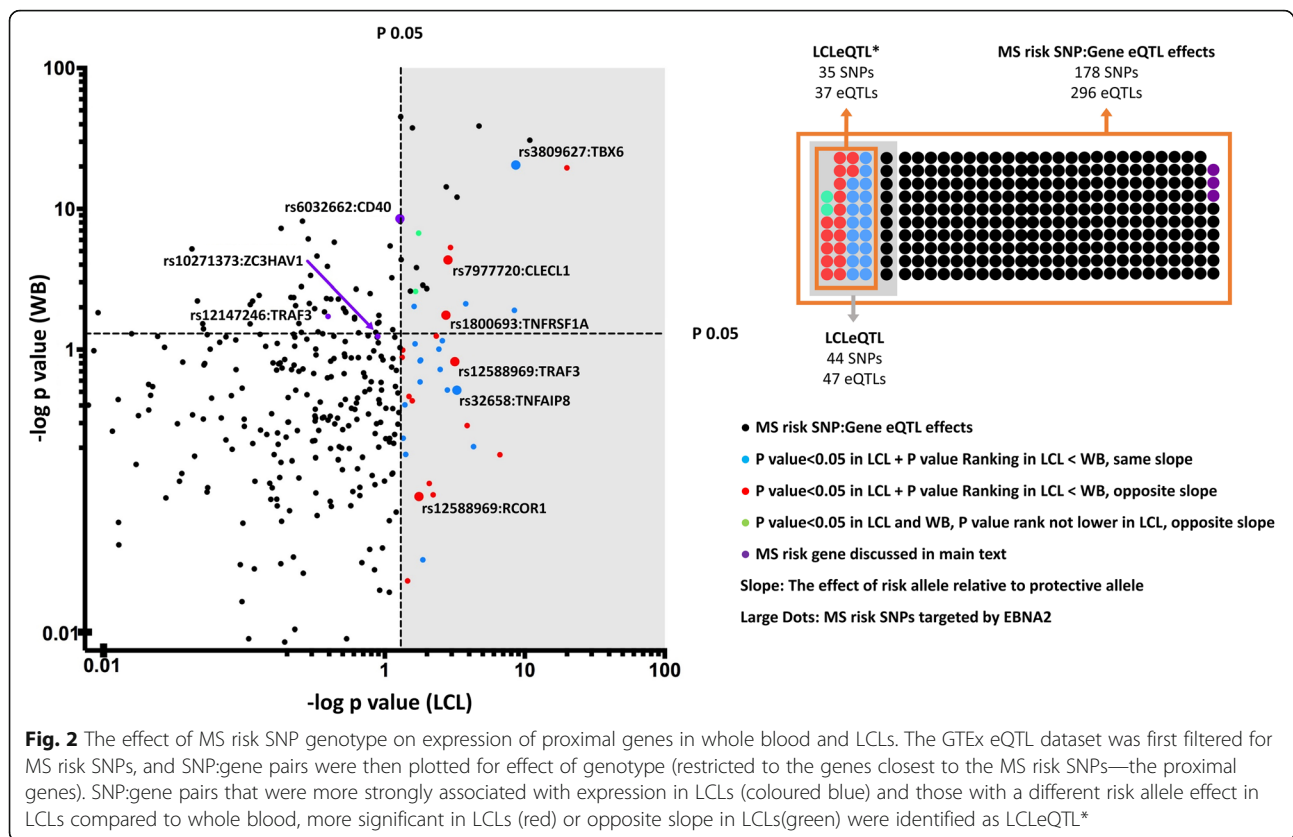 P 0.05
100
10
1
0.01
-log p value (WB)
0.01
1
10
100
-log p value (LCL)
P 0.05
rs3809627:TBX6
rs6032662:CD40
rs10271373:ZC3HAV1
rs7977720:CLECL1
rs12147246:TRAF3
rs1800693:TNFRSF1A
rs12588969:TRAF3
rs32658:TNFAIP8
rs12588969:RCOR1
LCLeQTL*
35 SNPs
37 eQTLs
MS risk SNP:Gene eQTL effects
178 SNPs
296 eQTLs
LCLeQTL
44 SNPs
47 eQTLs
MS risk SNP:Gene eQTL effects
P value<0.05 in LCL + P value Ranking in LCL < WB, same slope
P value<0.05 in LCL + P value Ranking in LCL < WB, opposite slope
P value<0.05 in LCL and WB, P value rank not lower in LCL, opposite slope
MS risk gene discussed in main text
Slope: The effect of risk allele relative to protective allele
Large Dots: MS risk SNPs targeted by EBNA2
Fig. 2 The effect of MS risk SNP genotype on expression of proximal genes in whole blood and LCLs. The GTEx eQTL dataset was first filtered for
MS risk SNPs, and SNP:gene pairs were then plotted for effect of genotype (restricted to the genes closest to the MS risk SNPs—the proximal
genes). SNP:gene pairs that were more strongly associated with expression in LCLs (coloured blue) and those with a different risk allele effect in
LCLs compared to whole blood, more significant in LCLs (red) or opposite slope in LCLs(green) were identified as LCLeQTL*